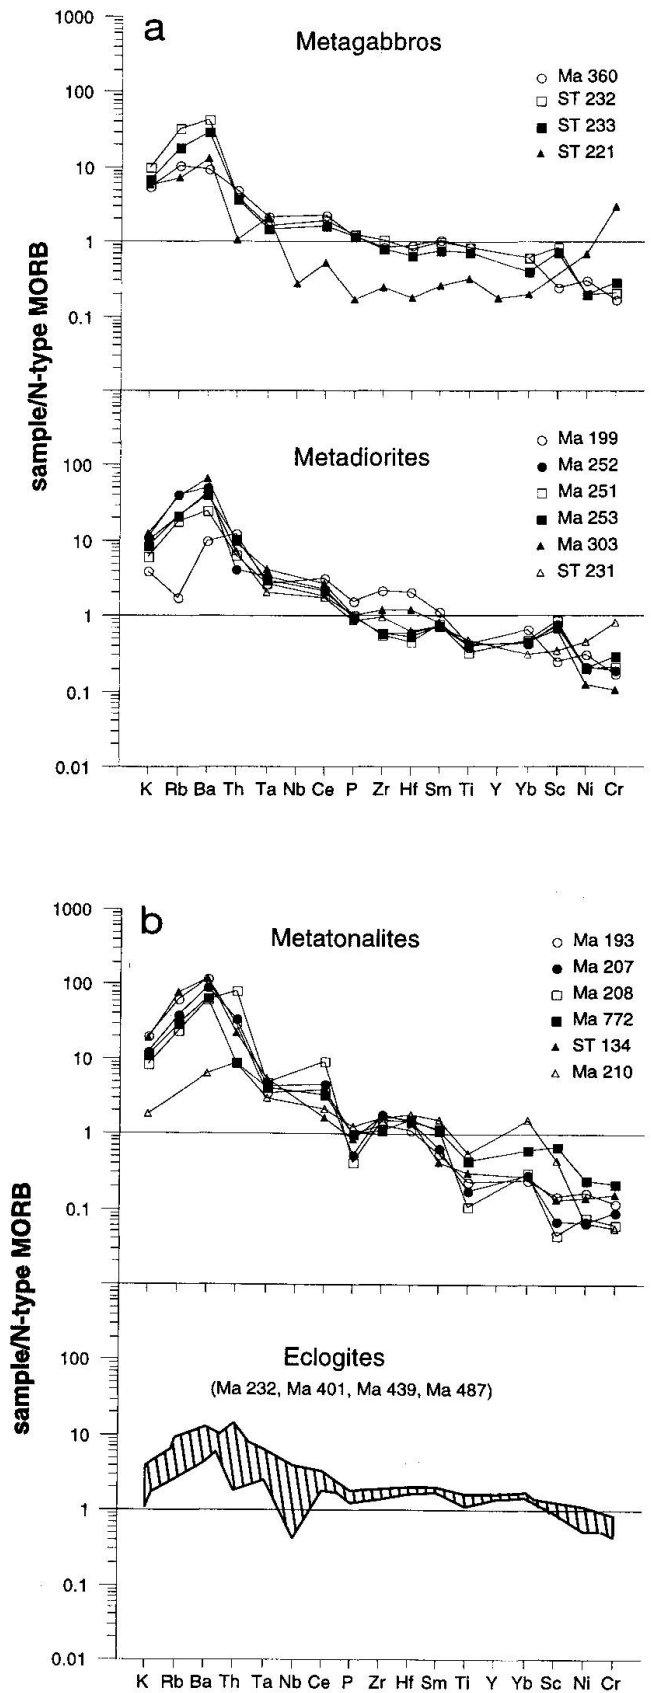 a
Metagabbros
1000
100
10
1
0.1
Ma 360
ST 232
ST 233
ST 221
sample/N-type MORB
Metadiorites
100
10
1
0.1
0.01
Ma 199
Ma 252
Ma 251
Ma 253
Ma 303
ST 231
K Rb Ba Th Ta Nb Ce P Zr Hf Sm Ti Y Yb Sc Ni Cr
b
Metatonalites
1000
100
10
1
0.1
Ma 193
Ma 207
Ma 208
Ma 772
ST 134
Ma 210
sample/N-type MORB
Eclogites
(Ma 232, Ma 401, Ma 439, Ma 487)
100
10
1
0.1
0.01
K Rb Ba Th Ta Nb Ce P Zr Hf Sm Ti Y Yb Sc Ni Cr